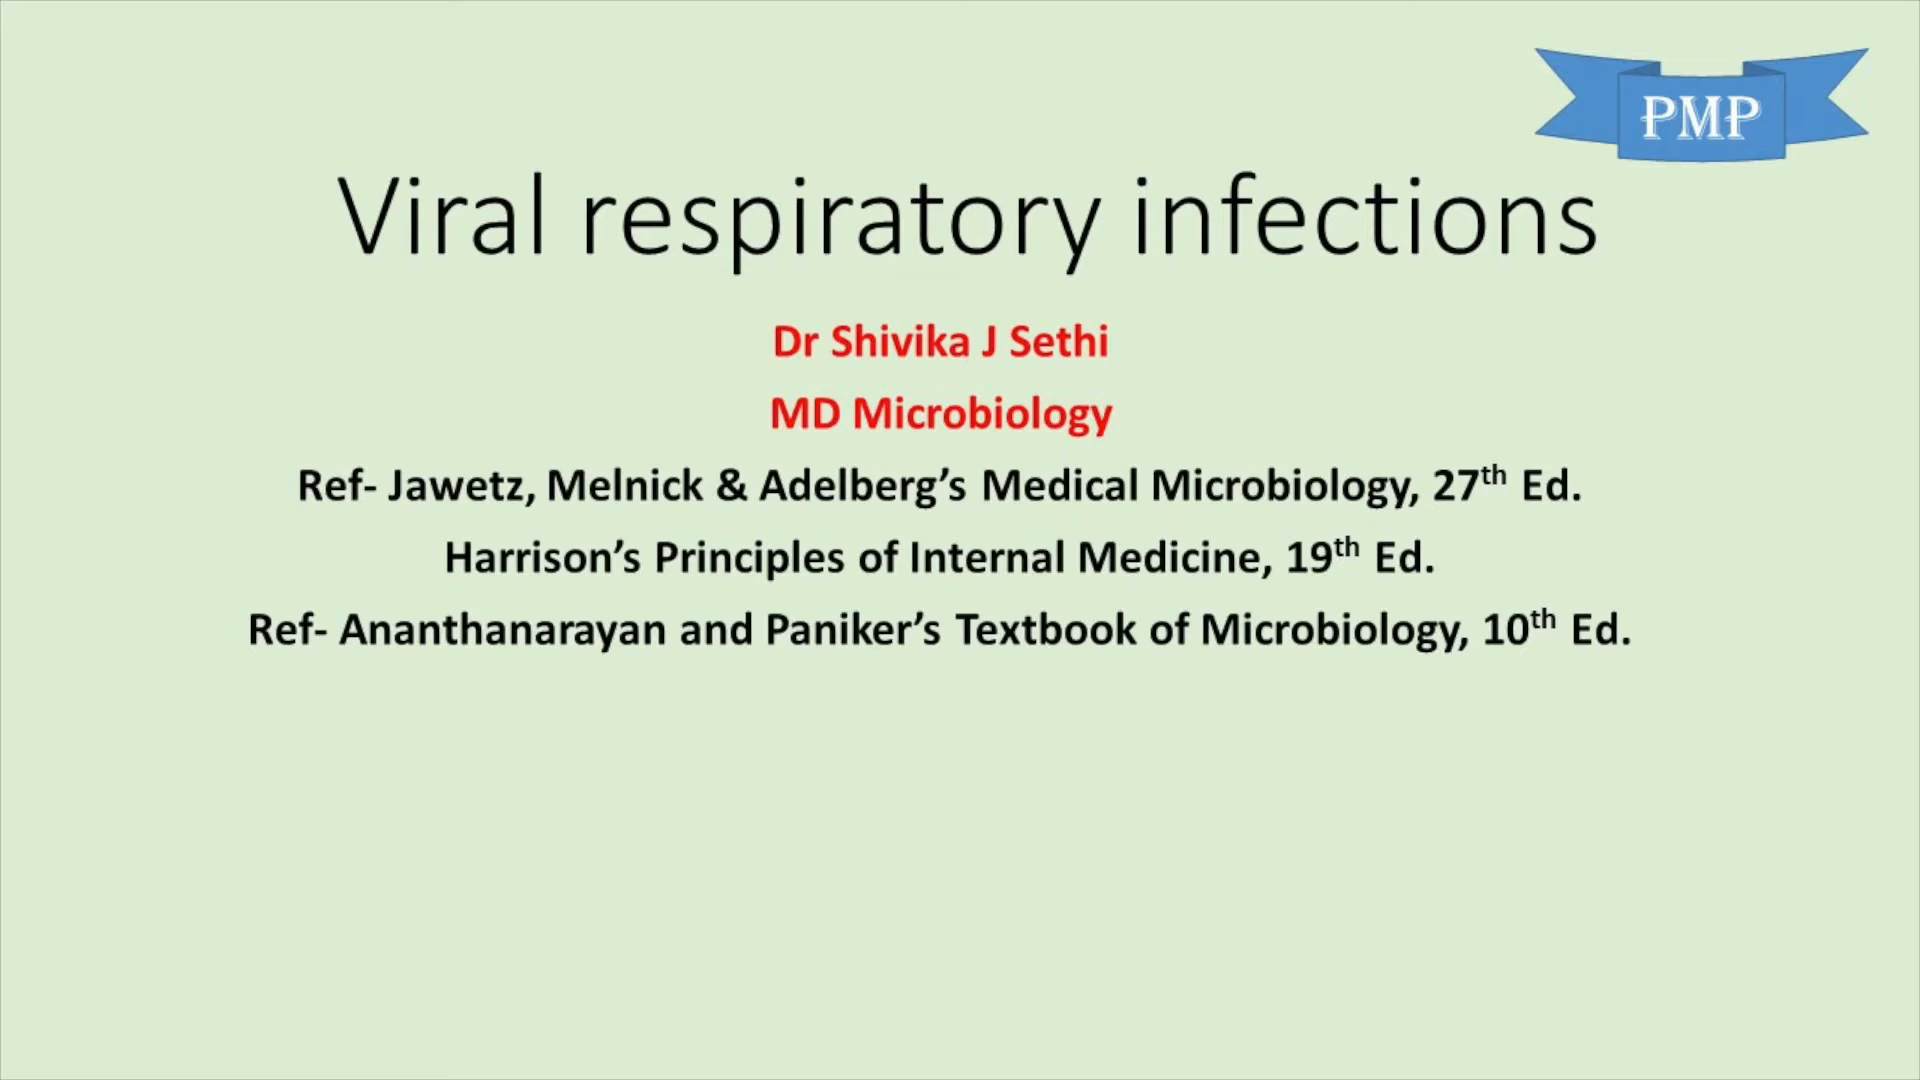 PMP
Viral respiratory infections
Dr Shivika J Sethi
MD Microbiology
Ref- Jawetz, Melnick & Adelberg’s Medical Microbiology, 27th Ed.
Harrison’s Principles of Internal Medicine, 19th Ed.
Ref- Ananthanarayan and Paniker’s Textbook of Microbiology, 10th Ed.